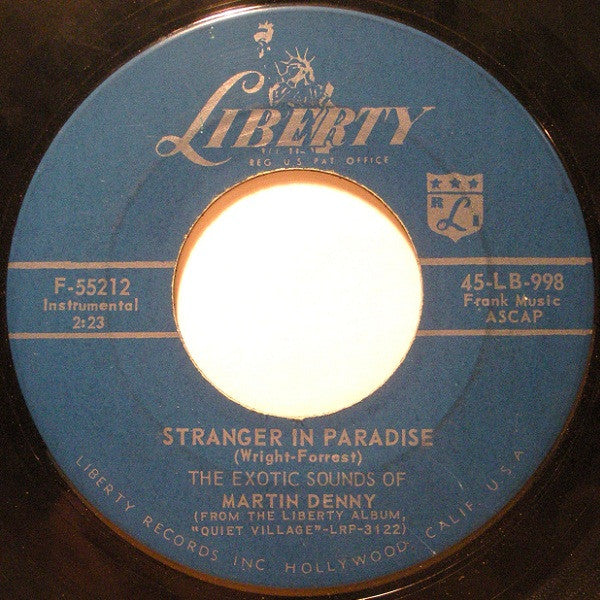 LIBERTY
REG. U.S. PAT. OFFICE
R L I
F-55212
Instrumental
2:23
45-LB-998
Frank Music
ASCAP
STRANGER IN PARADISE
(Wright-Forrest)
THE EXOTIC SOUNDS OF
MARTIN DENNY
(FROM THE LIBERTY ALBUM,
"QUIET VILLAGE"-LRP-3122)
LIBERTY RECORDS INC. HOLLYWOOD, CALIF. U.S.A.